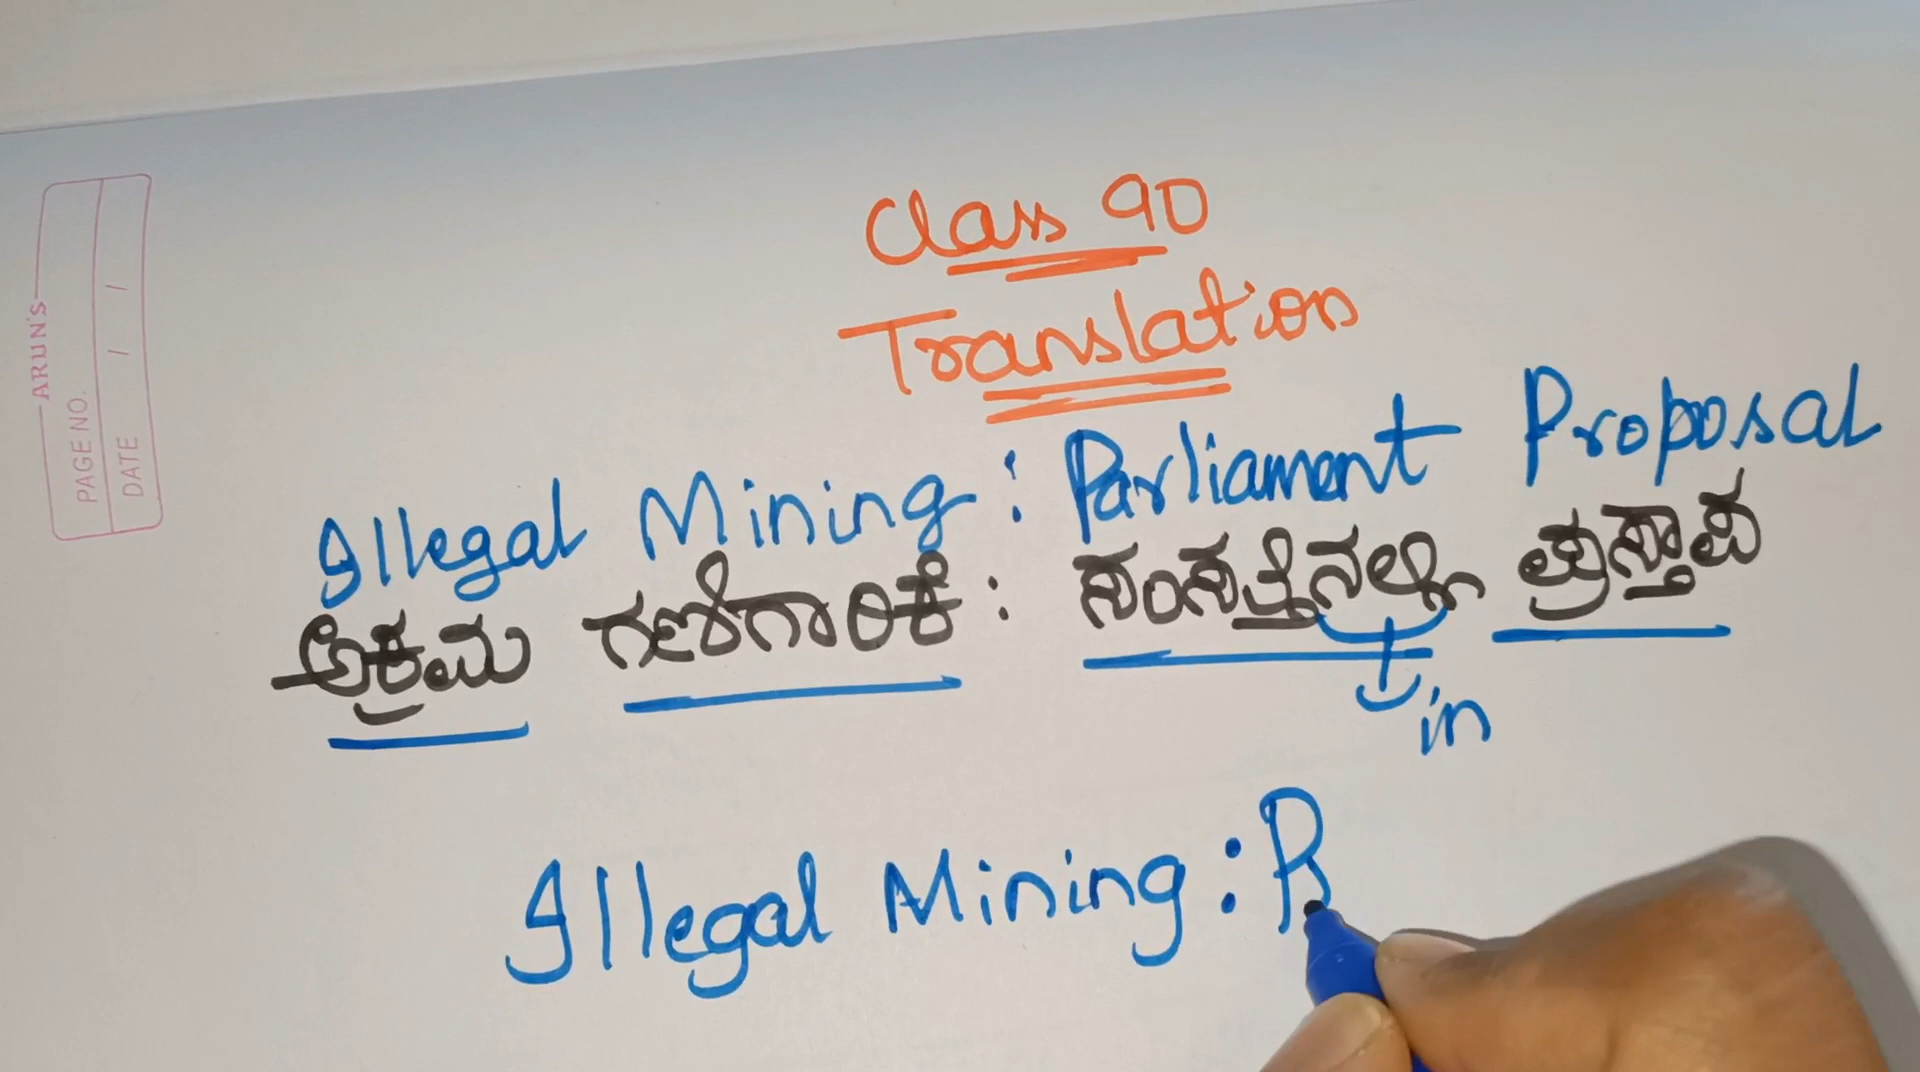 Class 90
Translation
Illegal Mining : Parliament Proposal
ಅಕ್ರಮ ಗಣಿಗಾರಿಕೆ : ಸಂಸತ್ತಿನಲ್ಲಿ ಪ್ರಸ್ತಾಪ
in
Illegal Mining : P
ARUN'S
PAGE NO.
DATE / / /